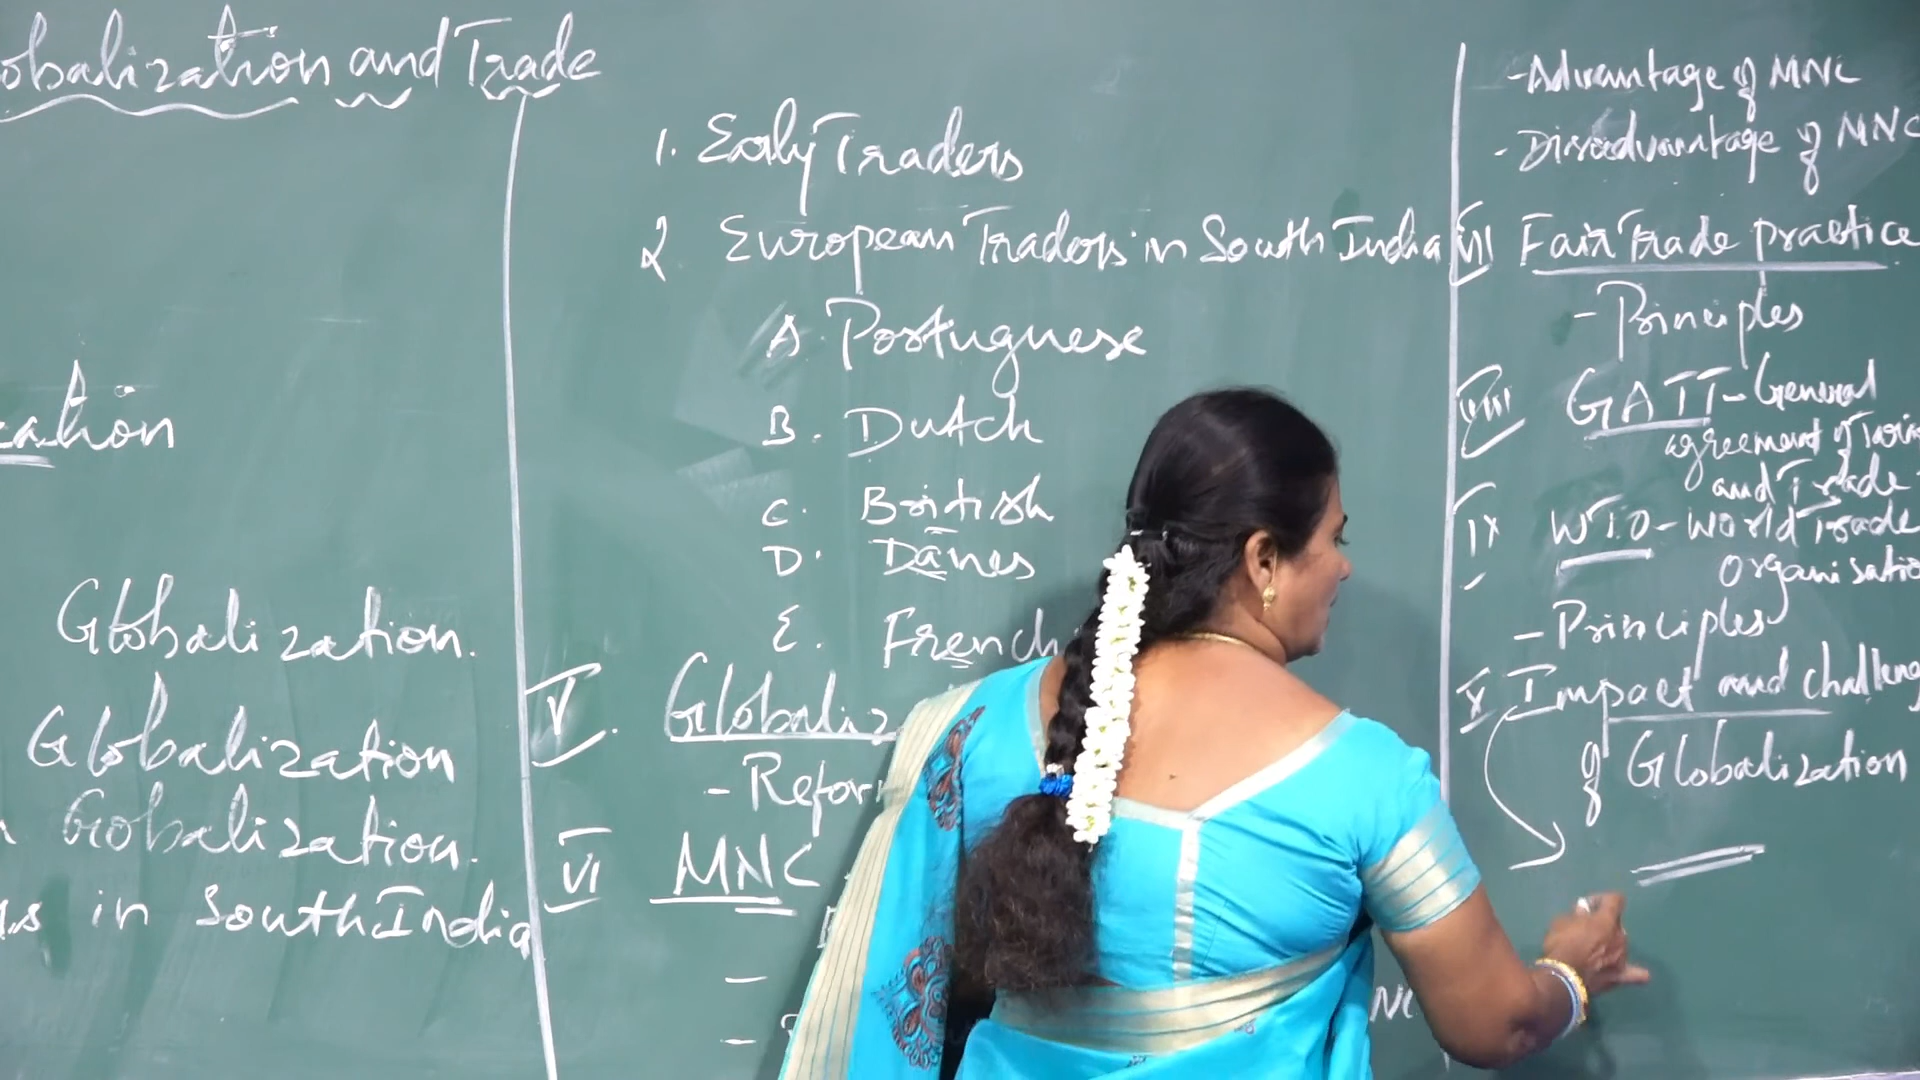 obalization and Trade
cation
Globalization.
Globalization
Globalization.
in South India
1. Early Traders
2 European Traders in South India
A. Portuguese
B. Dutch
C. British
D. Danes
E. French
V. Globaliz
- Refor
VI MNC
-
-
NC
- Advantage of MNC
- Disadvantage of MNC
VII Fair Trade practice
- Principles
VIII GATT - General
agreement of Tari
and Trade
IX W.T.O - World Trade
Organisatio
- Principles
X Impact and challeng
of Globalization